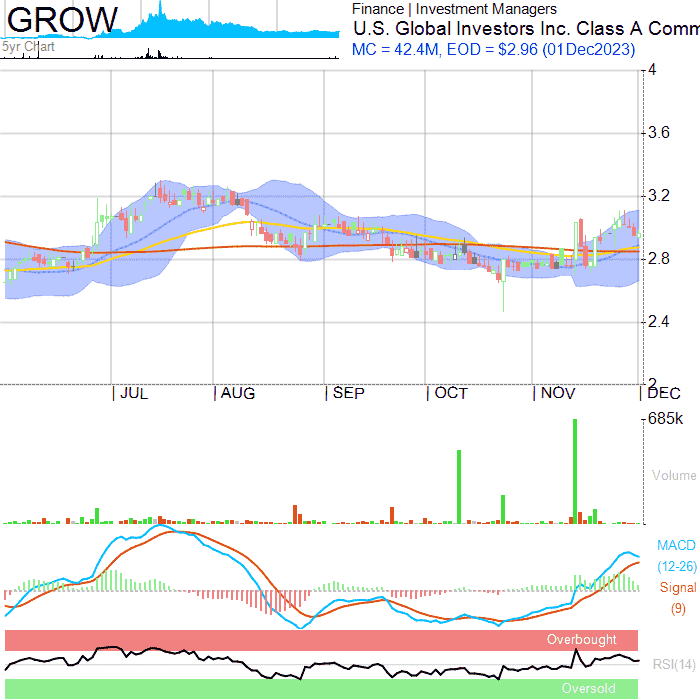 GROW
5yr Chart
Finance | Investment Managers
U.S. Global Investors Inc. Class A Comm
MC = 42.4M, EOD = $2.96 (01Dec2023)
4
3.6
3.2
2.8
2.4
2
JUL AUG SEP OCT NOV DEC
685k
Volume
MACD
(12-26)
Signal
(9)
Overbought
RSI(14)
Oversold